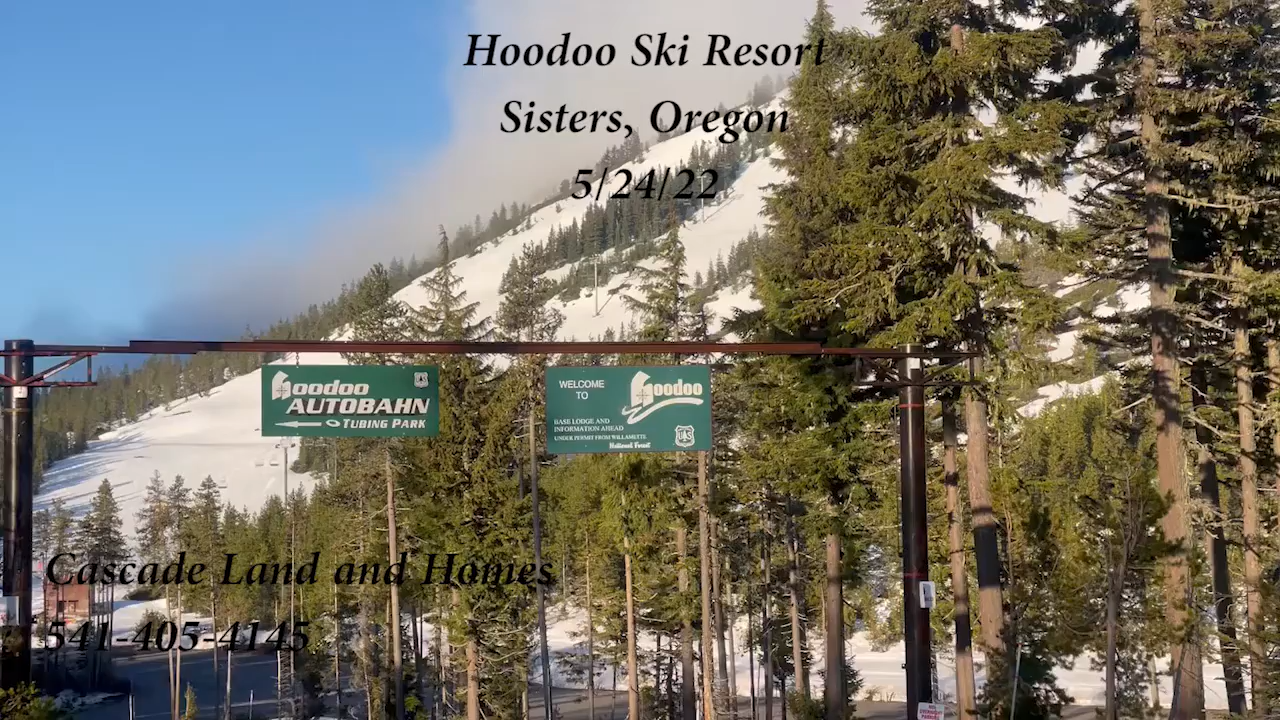 Hoodoo Ski Resort
Sisters, Oregon
5/24/22
Hoodoo
AUTOBAHN
TUBING PARK
WELCOME
TO
Hoodoo
BASE LODGE AND
INFORMATION AHEAD
UNDER PERMIT FROM WILLAMETTE
National Forest
Cascade Land and Homes
541-405-4145